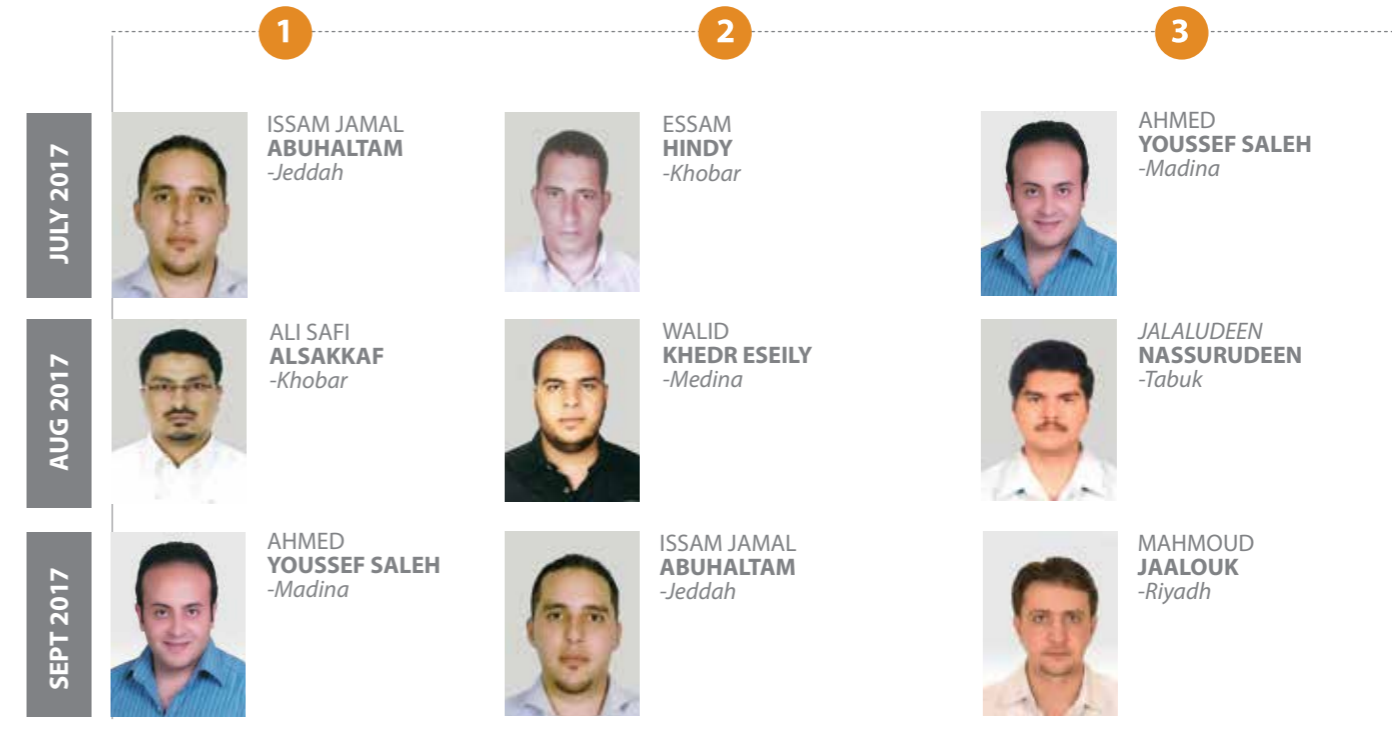 1
2
3
JULY 2017
ISSAM JAMAL
ABUHALTAM
-Jeddah
ESSAM
HINDY
-Khobar
AHMED
YOUSSEF SALEH
-Madina
AUG 2017
ALI SAFI
ALSAKKAF
-Khobar
WALID
KHEDR ESEILY
-Medina
JALALUDEEN
NASSURUDEEN
-Tabuk
SEPT 2017
AHMED
YOUSSEF SALEH
-Madina
ISSAM JAMAL
ABUHALTAM
-Jeddah
MAHMOUD
JAALOUK
-Riyadh